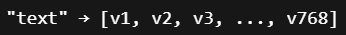 "text" → [v1, v2, v3, ..., v768]